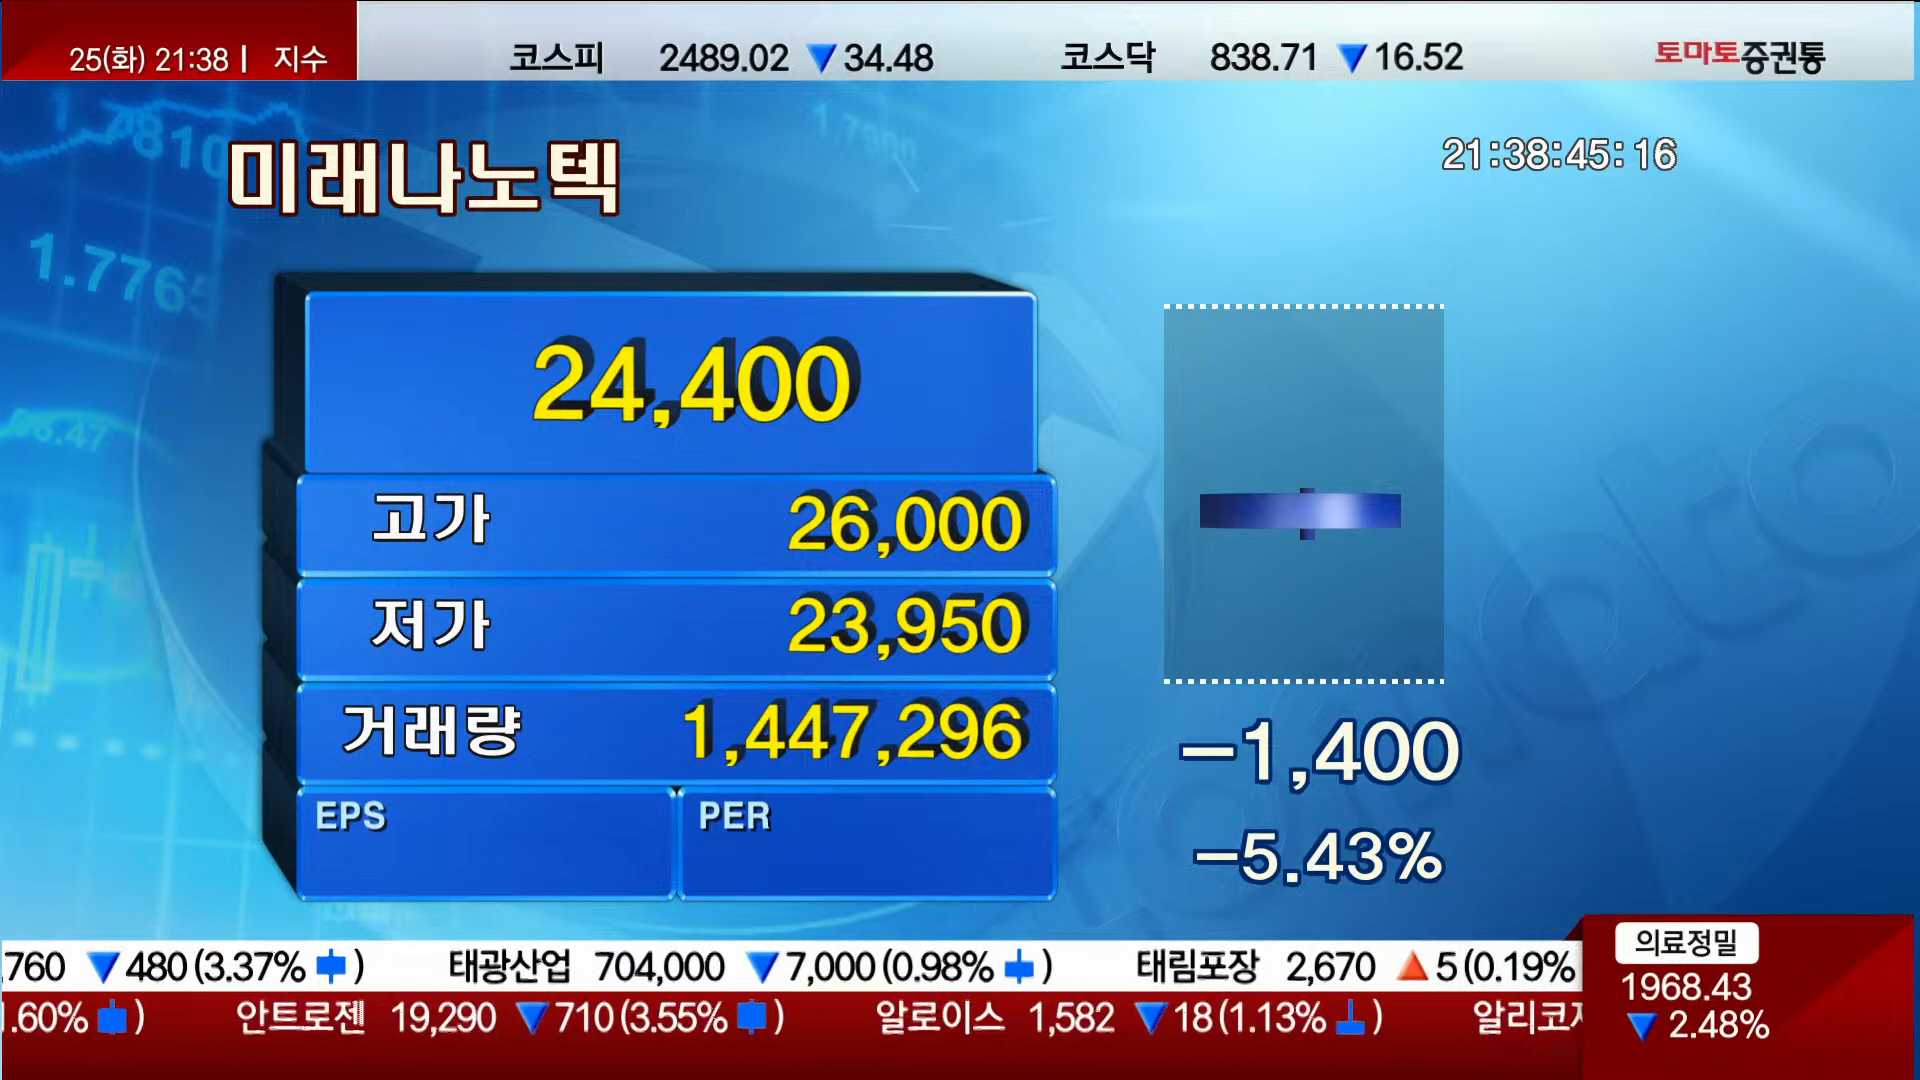 25(화) 21:38 | 지수 코스피 2489.02 ▼34.48 코스닥 838.71 ▼16.52 토마토증권통
미래나노텍
21:38:45:16
24,400
고가 26,000
저가 23,950
거래량 1,447,296
EPS PER
-1,400
-5.43%
760 ▼480(3.37% ) 태광산업 704,000 ▼7,000(0.98% ) 태림포장 2,670 ▲5(0.19%
.60% ) 안트로젠 19,290 ▼710(3.55% ) 알로이스 1,582 ▼18(1.13% ) 알리코
의료정밀
1968.43
▼ 2.48%